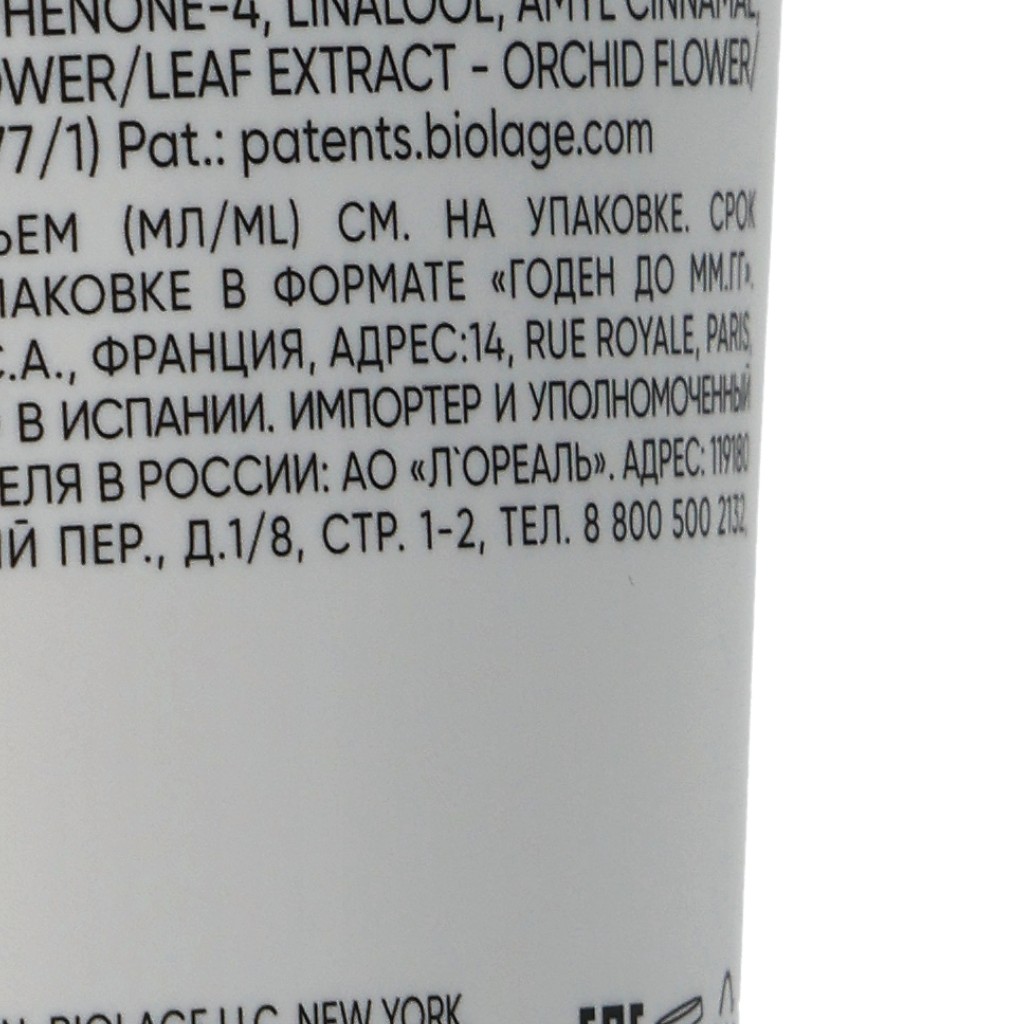 HENONE-4, LINALOOL, AMYL CINNAMAL,
OWER/LEAF EXTRACT - ORCHID FLOWER/
77/1) Pat.: patents.biolage.com
ЪЕМ (МЛ/ML) СМ. НА УПАКОВКЕ. СРОК
ПАКОВКЕ В ФОРМАТЕ «ГОДЕН ДО ММ.ГГ».
С.А., ФРАНЦИЯ, АДРЕС:14, RUE ROYALE, PARIS,
В ИСПАНИИ. ИМПОРТЕР И УПОЛНОМОЧЕННЫЙ
ЕЛЯ В РОССИИ: АО «Л`ОРЕАЛЬ». АДРЕС: 119180
ИЙ ПЕР., Д.1/8, СТР. 1-2, ТЕЛ. 8 800 500 2132,
BIOLAGE LLC, NEW YORK